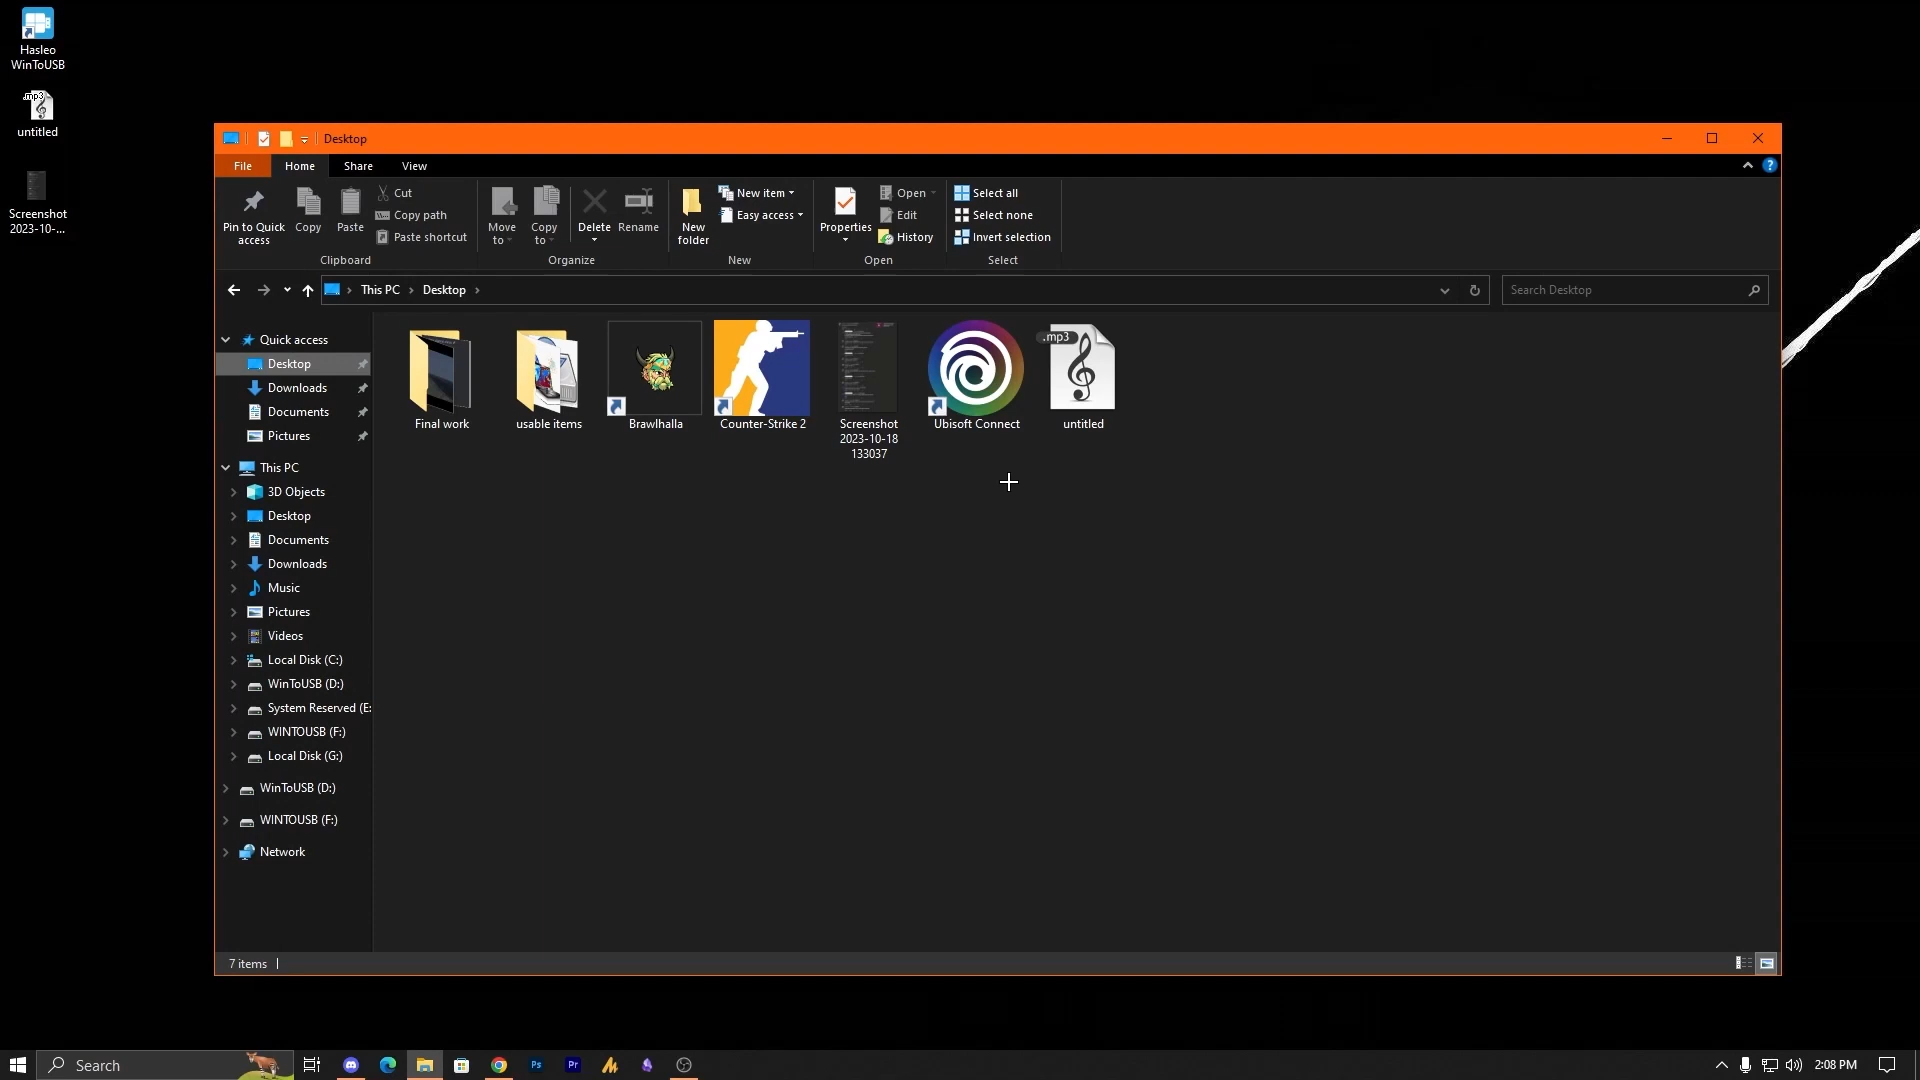 Hasleo
WinToUSB
.mp3
untitled
Screenshot
2023-10-...
Desktop
File
Home
Share
View
Pin to Quick
access
Copy
Paste
Cut
Copy path
Paste shortcut
Clipboard
Move
to
Copy
to
Delete
Rename
Organize
New
folder
New item
Easy access
New
Properties
Open
Edit
History
Open
Select all
Select none
Invert selection
Select
This PC
Desktop
Search Desktop
Quick access
Desktop
Downloads
Documents
Pictures
This PC
3D Objects
Desktop
Documents
Downloads
Music
Pictures
Videos
Local Disk (C:)
WinToUSB (D:)
System Reserved (E:
WINTOUSB (F:)
Local Disk (G:)
WinToUSB (D:)
WINTOUSB (F:)
Network
Final work
usable items
Brawlhalla
Counter-Strike 2
Screenshot
2023-10-18
133037
Ubisoft Connect
.mp3
untitled
7 items
Search
Ps
Pr
2:08 PM